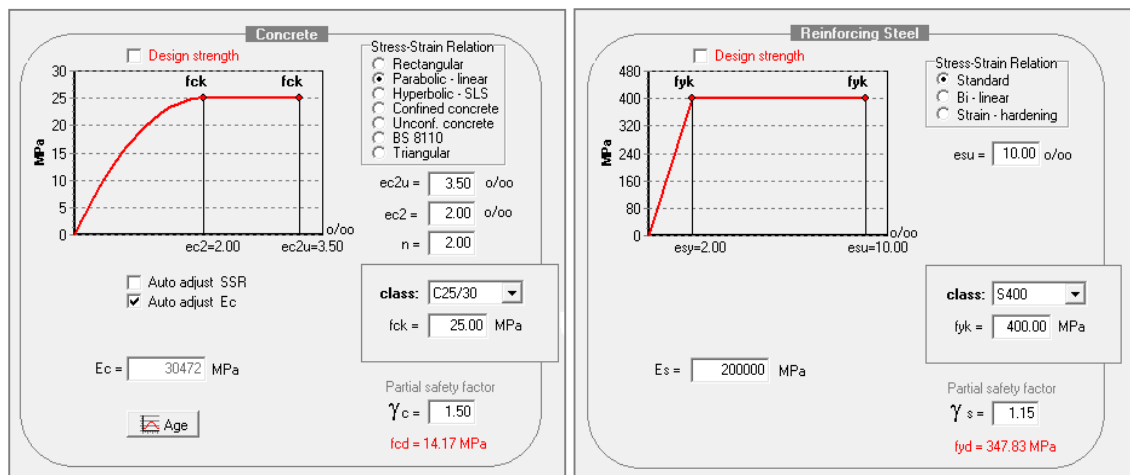 Concrete
Design strength
30
25
20
15
10
5
0
MPa
fck fck
o/oo
ec2=2.00 ec2u=3.50
Stress-Strain Relation
Rectangular
Parabolic - linear
Hyperbolic - SLS
Confined concrete
Unconf. concrete
BS 8110
Triangular
ec2u = 3.50 o/oo
ec2 = 2.00 o/oo
n = 2.00
Auto adjust SSR
Auto adjust Ec
class: C25/30
fck = 25.00 MPa
Ec = 30472 MPa
Age
Partial safety factor
γc = 1.50
fcd = 14.17 MPa
Reinforcing Steel
Design strength
480
400
320
240
160
80
0
MPa
fyk fyk
o/oo
esy=2.00 esu=10.00
Stress-Strain Relation
Standard
Bi - linear
Strain - hardening
esu = 10.00 o/oo
class: S400
fyk = 400.00 MPa
Es = 200000 MPa
Partial safety factor
γs = 1.15
fyd = 347.83 MPa